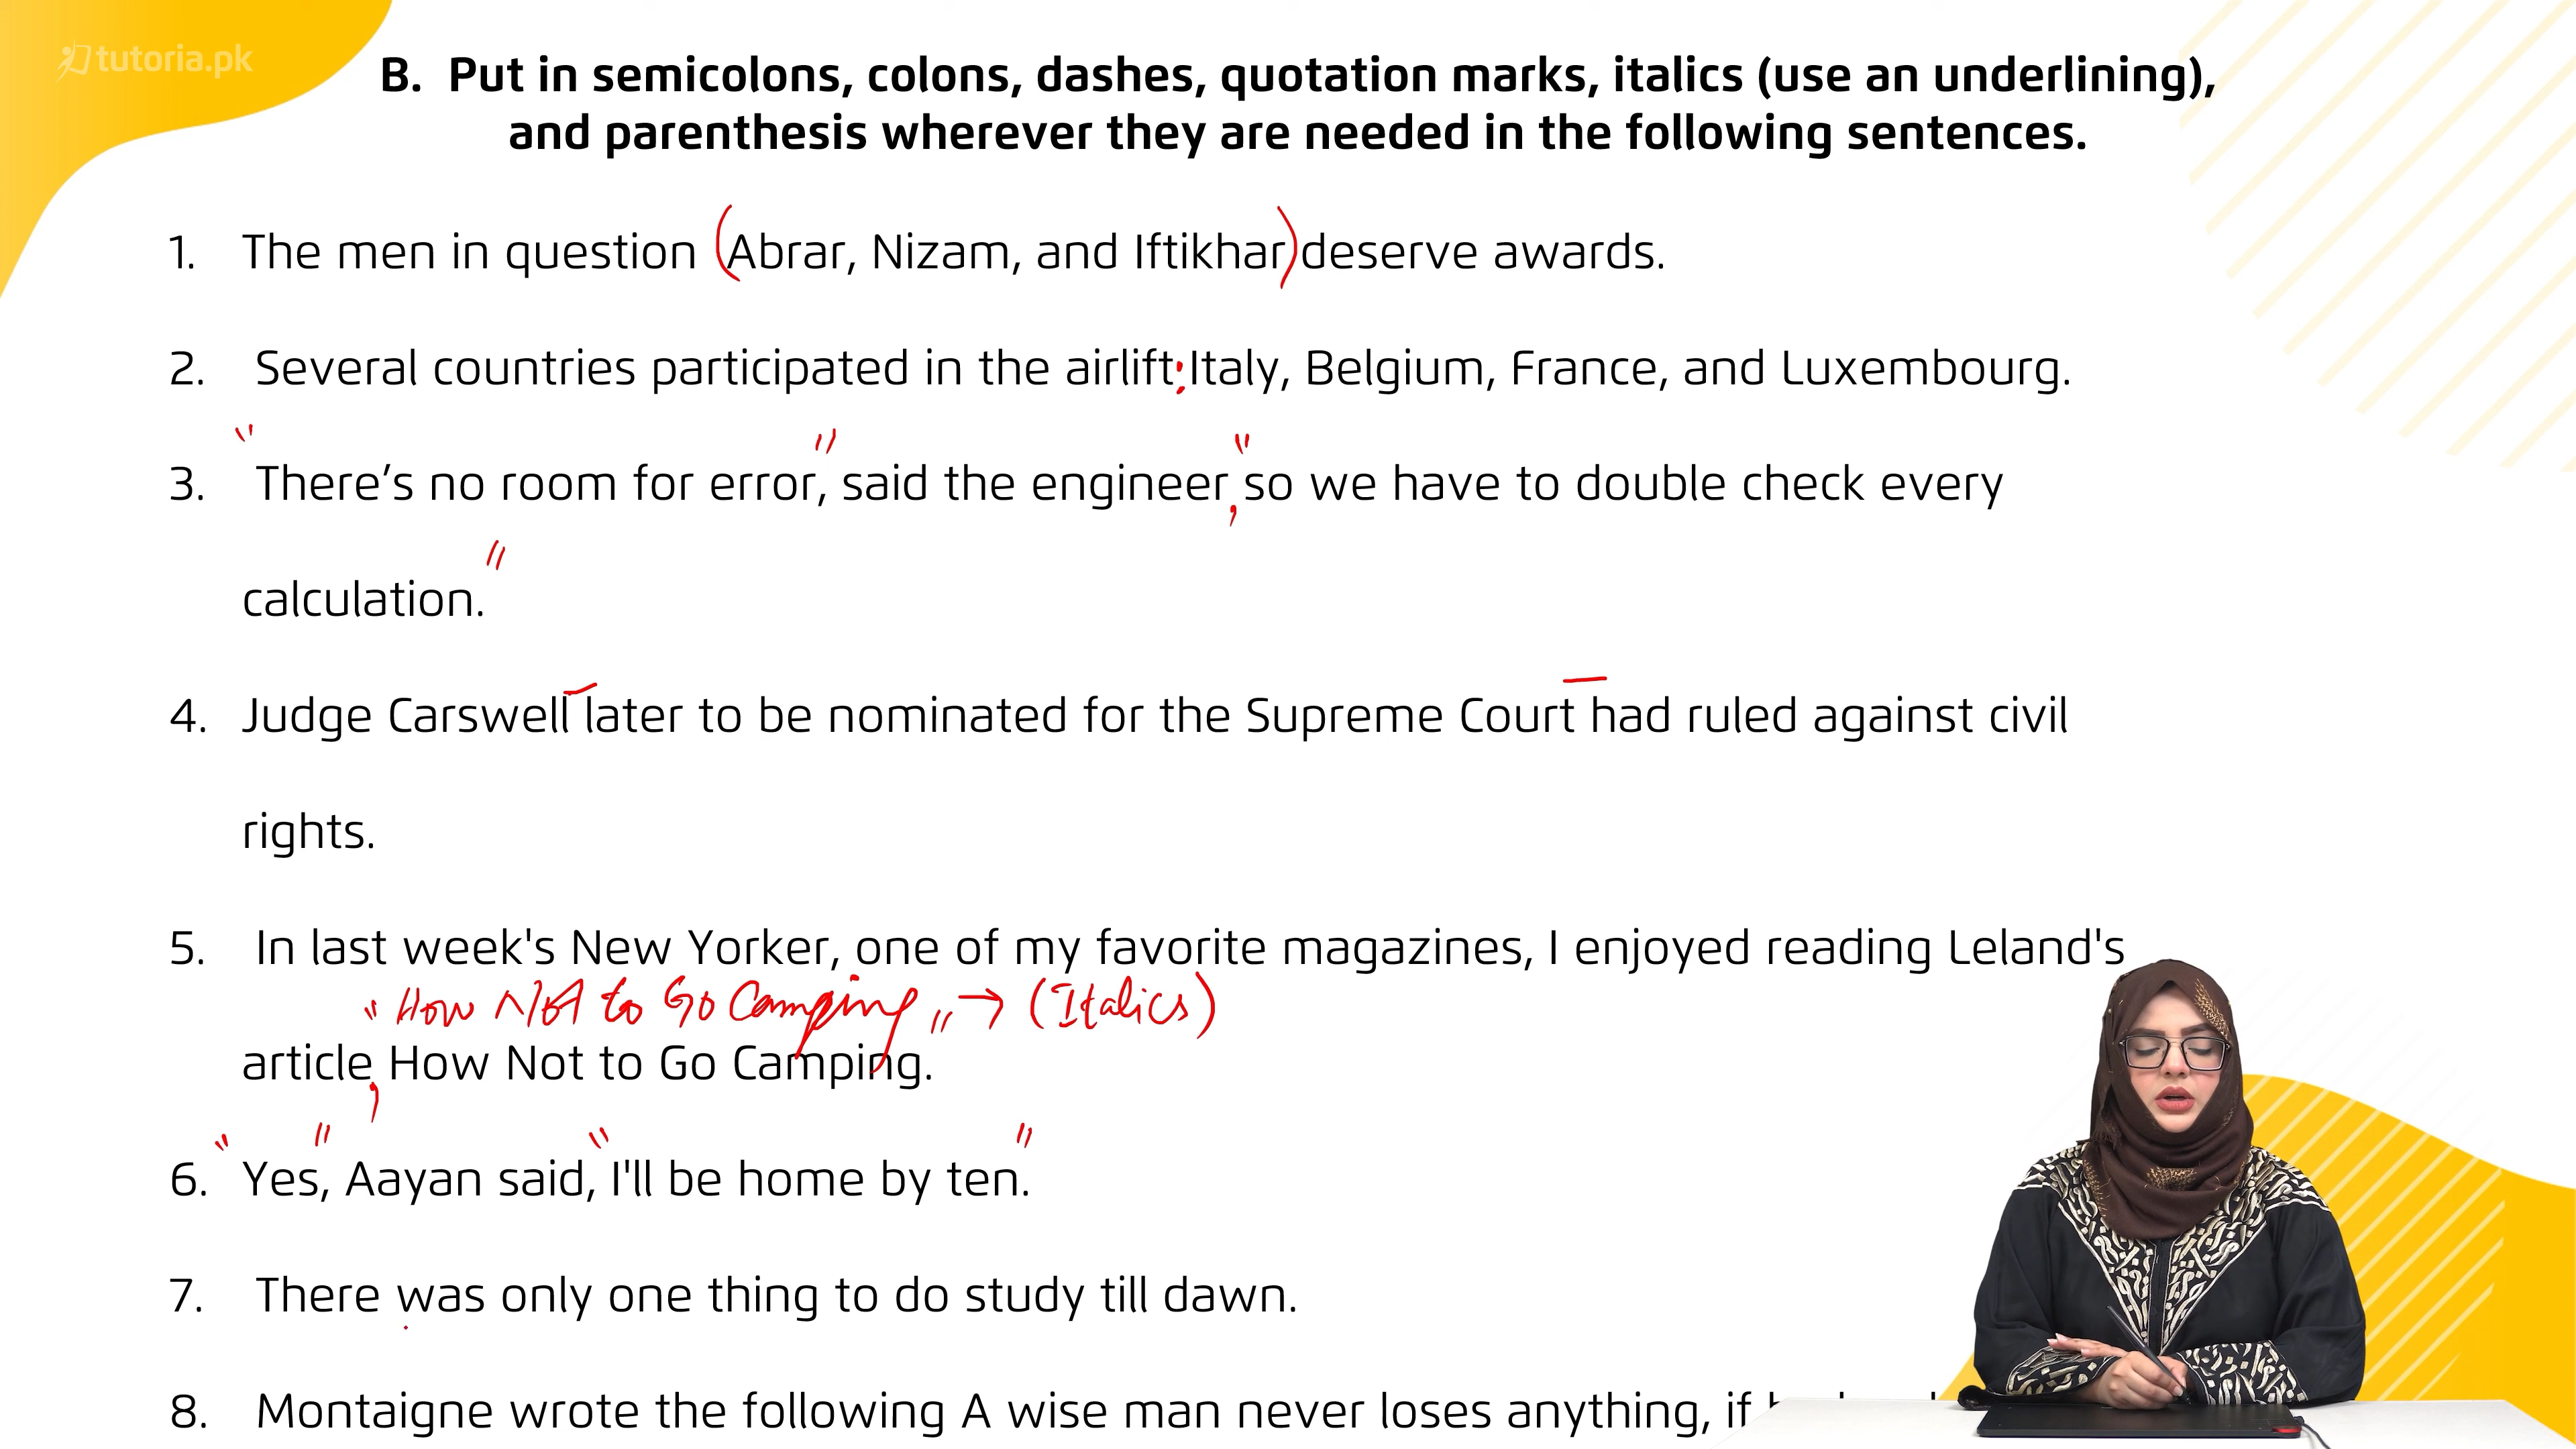 tutoria.pk
B. Put in semicolons, colons, dashes, quotation marks, italics (use an underlining),
and parenthesis wherever they are needed in the following sentences.
1. The men in question (Abrar, Nizam, and Iftikhar) deserve awards.
2. Several countries participated in the airlift; Italy, Belgium, France, and Luxembourg.
3. "There’s no room for error," said the engineer, "so we have to double check every
calculation."
4. Judge Carswell – later to be nominated for the Supreme Court – had ruled against civil
rights.
5. In last week's New Yorker, one of my favorite magazines, I enjoyed reading Leland's
"How Not to Go Camping" → (Italics)
article, How Not to Go Camping.
6. "Yes," Aayan said, "I'll be home by ten."
7. There was only one thing to do study till dawn.
8. Montaigne wrote the following A wise man never loses anything, if